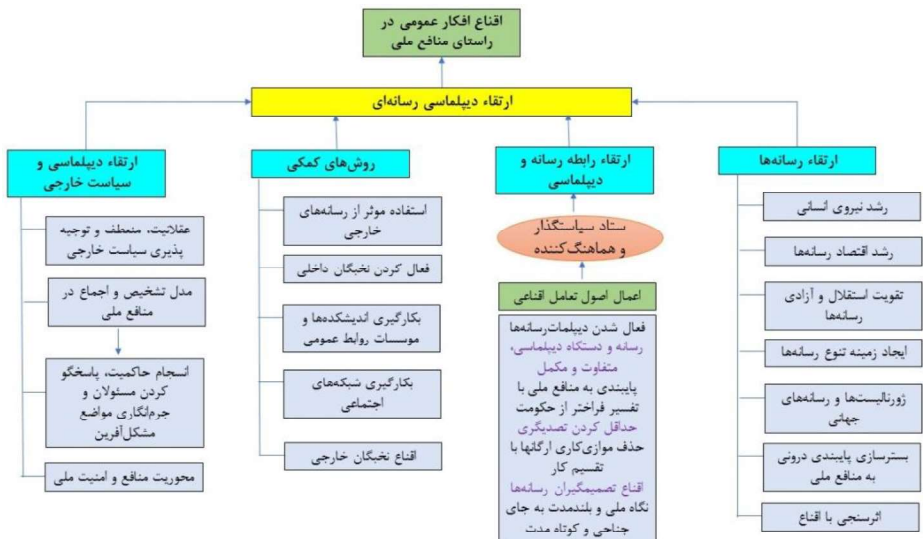 اقناع افکار عمومی در
راستای منافع ملی
ارتقاء دیپلماسی رسانه‌ای
ارتقاء رسانه‌ها
رشد نیروی انسانی
رشد اقتصاد رسانه‌ها
تقویت استقلال و آزادی
رسانه‌ها
ایجاد زمینه تنوع رسانه‌ها
ژورنالیست‌ها و رسانه‌های
جهانی
بسترسازی پایبندی درونی
به منافع ملی
اثرسنجی با اقناع
ارتقاء رابطه رسانه و
دیپلماسی
ستاد سیاستگذار
و هماهنگ‌کننده
اعمال اصول تعامل اقناعی
فعال شدن دیپلمات‌رسانه‌ها
رسانه و دستگاه دیپلماسی،
متفاوت و مکمل
پایبندی به منافع ملی با
تفسیر فراختر از حکومت
حداقل کردن تصدیگری
حذف موازی‌کاری ارگانها با
تقسیم کار
اقناع تصمیمگیران رسانه‌ها
نگاه ملی و بلندمدت به جای
جناحی و کوتاه مدت
روش‌های کمکی
استفاده موثر از رسانه‌های
خارجی
فعال کردن نخبگان داخلی
بکارگیری اندیشکده‌ها و
موسسات روابط عمومی
بکارگیری شبکه‌های
اجتماعی
اقناع نخبگان خارجی
ارتقاء دیپلماسی و
سیاست خارجی
عقلانیت، منعطف و توجیه
پذیری سیاست خارجی
مدل تشخیص و اجماع در
منافع ملی
انسجام حاکمیت، پاسخگو
کردن مسئولان و
جرم‌انگاری مواضع
مشکل‌آفرین
محوریت منافع و امنیت ملی